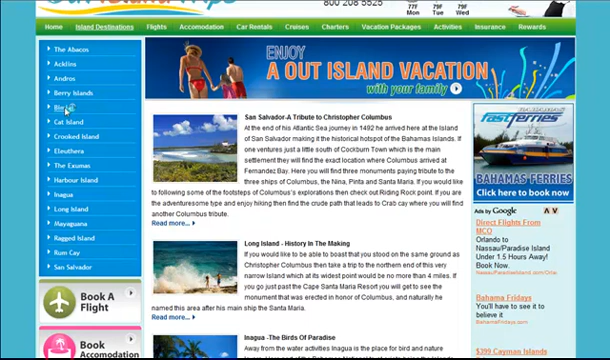 800 208 5525
77F 79F 79F
Mon Tue Wed
Home Island Destinations Flights Accomodation Car Rentals Cruises Charters Vacation Packages Activities Insurance Rewards
The Abacos
Acklins
Andros
Berry Islands
Cat Island
Crooked Island
Eleuthera
The Exumas
Harbour Island
Inagua
Long Island
Mayaguana
Ragged Island
Rum Cay
San Salvador
Book A
Flight
Book
Accomodation
ENJOY
A OUT ISLAND VACATION
with your family
San Salvador-A Tribute to Christopher Columbus
At the end of his Atlantic Sea journey in 1492 he arrived here at the Island
of San Salvador making it the historical hotspot of the Bahamas Islands. If
one ventures just a little south of Cockburn Town which is the main
settlement they will find the exact location where Columbus arrived at
Fernandez Bay. Here you will find three monuments paying tribute to the
three ships of Columbus, the Nina, Pinta and Santa Maria. If you would like
to following some of the footsteps of Columbus's explorations then check out Riding Rock point. If you are
the adventuresome type and enjoy hiking then find the crude path that leads to Crab cay where you will find
another Columbus tribute.
Read more...
Long Island - History In The Making
If you would like to be able to boast that you stood on the same ground as
Christopher Columbus then take a trip to the northern end of this very
narrow Island which at its widest point would be no more than 4 miles. If
you go just past the Cape Santa Maria Resort you will get to see the
monument that was erected in honor of Columbus, and naturally he
named this area after his main ship the Santa Maria.
Read more...
Inagua -The Birds Of Paradise
Away from the water activities Inagua is the place for bird and nature
BAHAMAS
fastferries
BAHAMAS FERRIES
Click here to book now
Ads by Google
Direct Flights From
MCO
Orlando to
Nassau/Paradise Island
Under 1.5 Hours Away!
Book Now.
Bahama Fridays
You'll have to see it to
believe it
BahamaFridays.com
$399 Cayman Islands